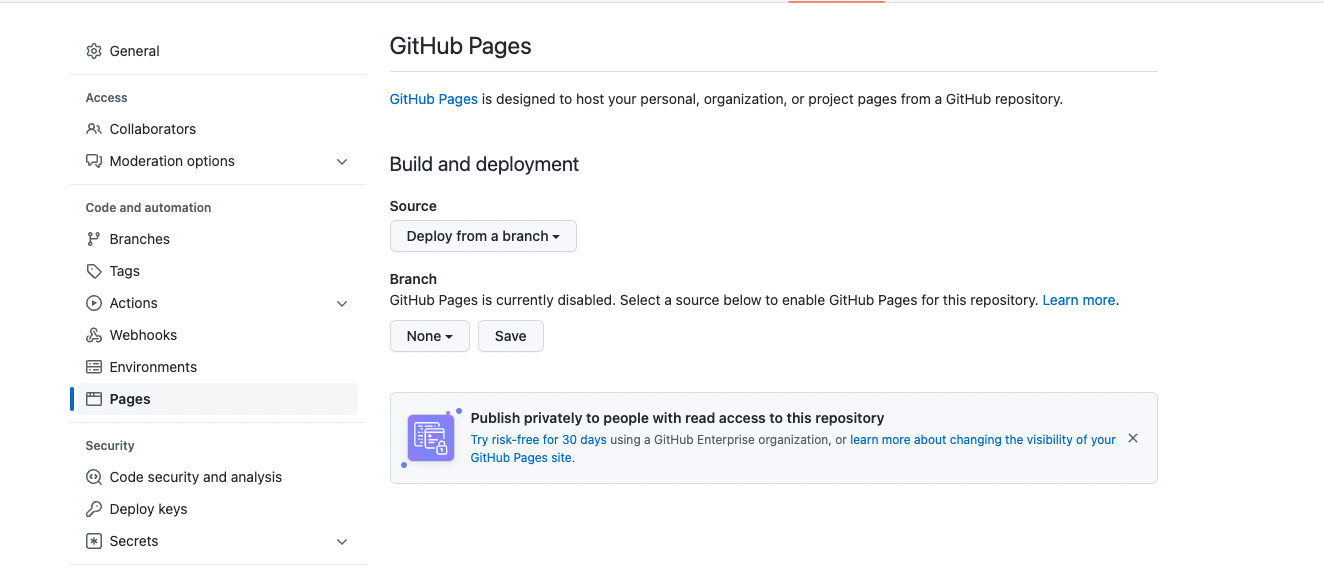 General
Access
Collaborators
Moderation options
Code and automation
Branches
Tags
Actions
Webhooks
Environments
Pages
Security
Code security and analysis
Deploy keys
Secrets
GitHub Pages
GitHub Pages is designed to host your personal, organization, or project pages from a GitHub repository.
Build and deployment
Source
Deploy from a branch
Branch
GitHub Pages is currently disabled. Select a source below to enable GitHub Pages for this repository. Learn more.
None
Save
Publish privately to people with read access to this repository
Try risk-free for 30 days using a GitHub Enterprise organization, or learn more about changing the visibility of your
GitHub Pages site.